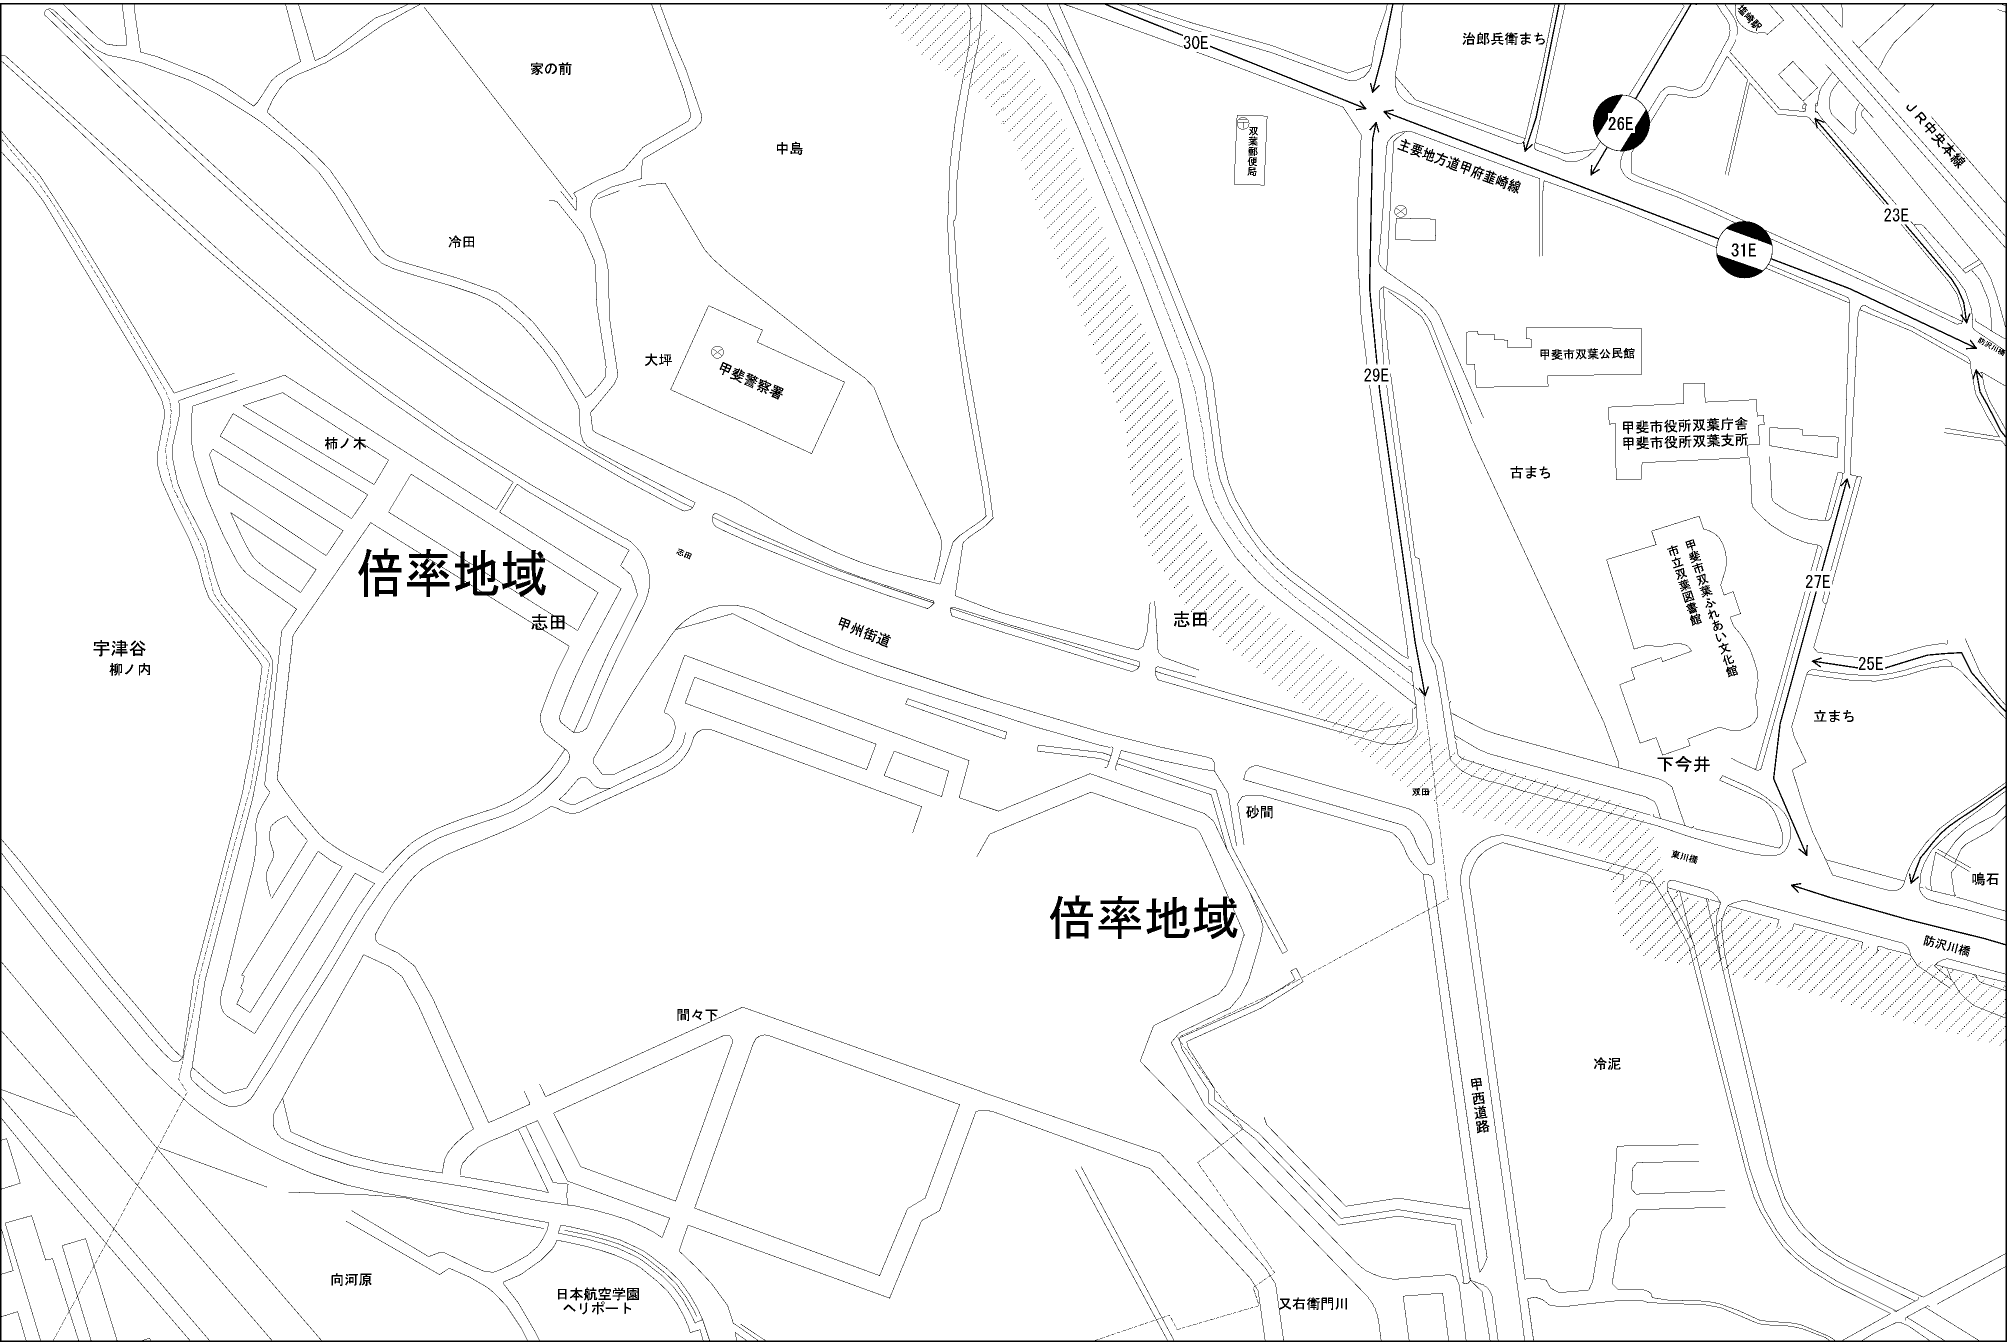 塩崎駅
治郎兵衛まち
30E
家の前
26E
JR中央本線
双葉郵便局
中島
主要地方道甲府韮崎線
23E
冷田
31E
防沢川橋
甲斐市双葉公民館
大坪
甲斐警察署
29E
甲斐市役所双葉庁舎
甲斐市役所双葉支所
柿ノ木
古まち
志田
倍率地域
甲斐市双葉ふれあい文化館
市立双葉図書館
27E
志田
志田
甲州街道
宇津谷
柳ノ内
25E
立まち
下今井
双田
砂間
東川橋
鳴石
倍率地域
防沢川橋
間々下
冷泥
甲西道路
向河原
日本航空学園
ヘリポート
又右衛門川